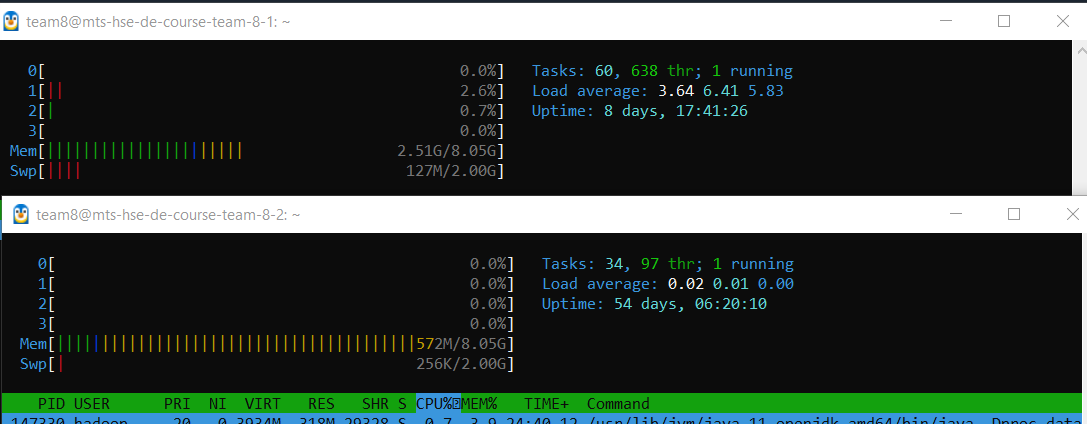 team8@mts-hse-de-course-team-8-1: ~
0[ 0.0%] Tasks: 60, 638 thr; 1 running
1[|| 2.6%] Load average: 3.64 6.41 5.83
2[| 0.7%] Uptime: 8 days, 17:41:26
3[ 0.0%]
Mem[|||||||||||||||||||||| 2.51G/8.05G]
Swp[|||| 127M/2.00G]
team8@mts-hse-de-course-team-8-2: ~
0[ 0.0%] Tasks: 34, 97 thr; 1 running
1[ 0.0%] Load average: 0.02 0.01 0.00
2[ 0.0%] Uptime: 54 days, 06:20:10
3[ 0.0%]
Mem[||||||||||||||||||||||||||||||||||||||||572M/8.05G]
Swp[| 256K/2.00G]
PID USER PRI NI VIRT RES SHR S CPU% MEM% TIME+ Command
147330 hadoop 20 0 3934M 318M 29328 S 0.7 3.9 24:40.12 /usr/lib/jvm/java-11-openjdk-amd64/bin/java -Dproc_data